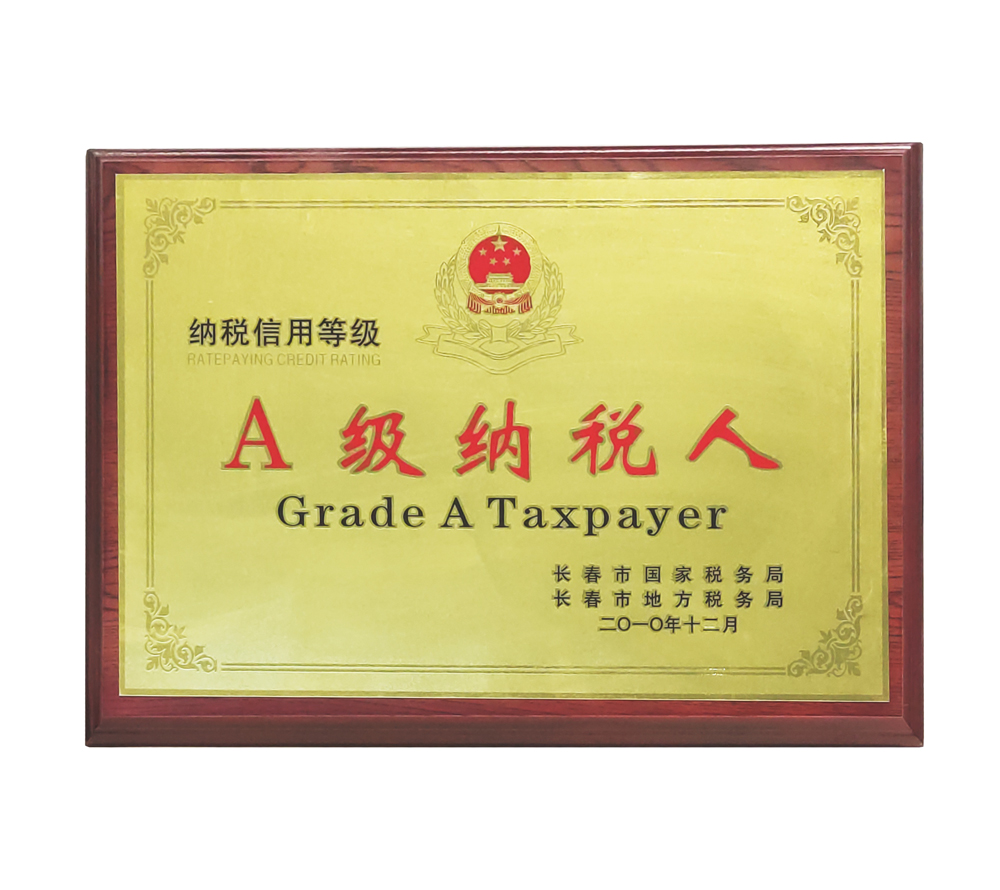 纳税信用等级
RATEPAYING CREDIT RATING
A级纳税人
Grade A Taxpayer
长春市国家税务局
长春市地方税务局
二〇一〇年十二月